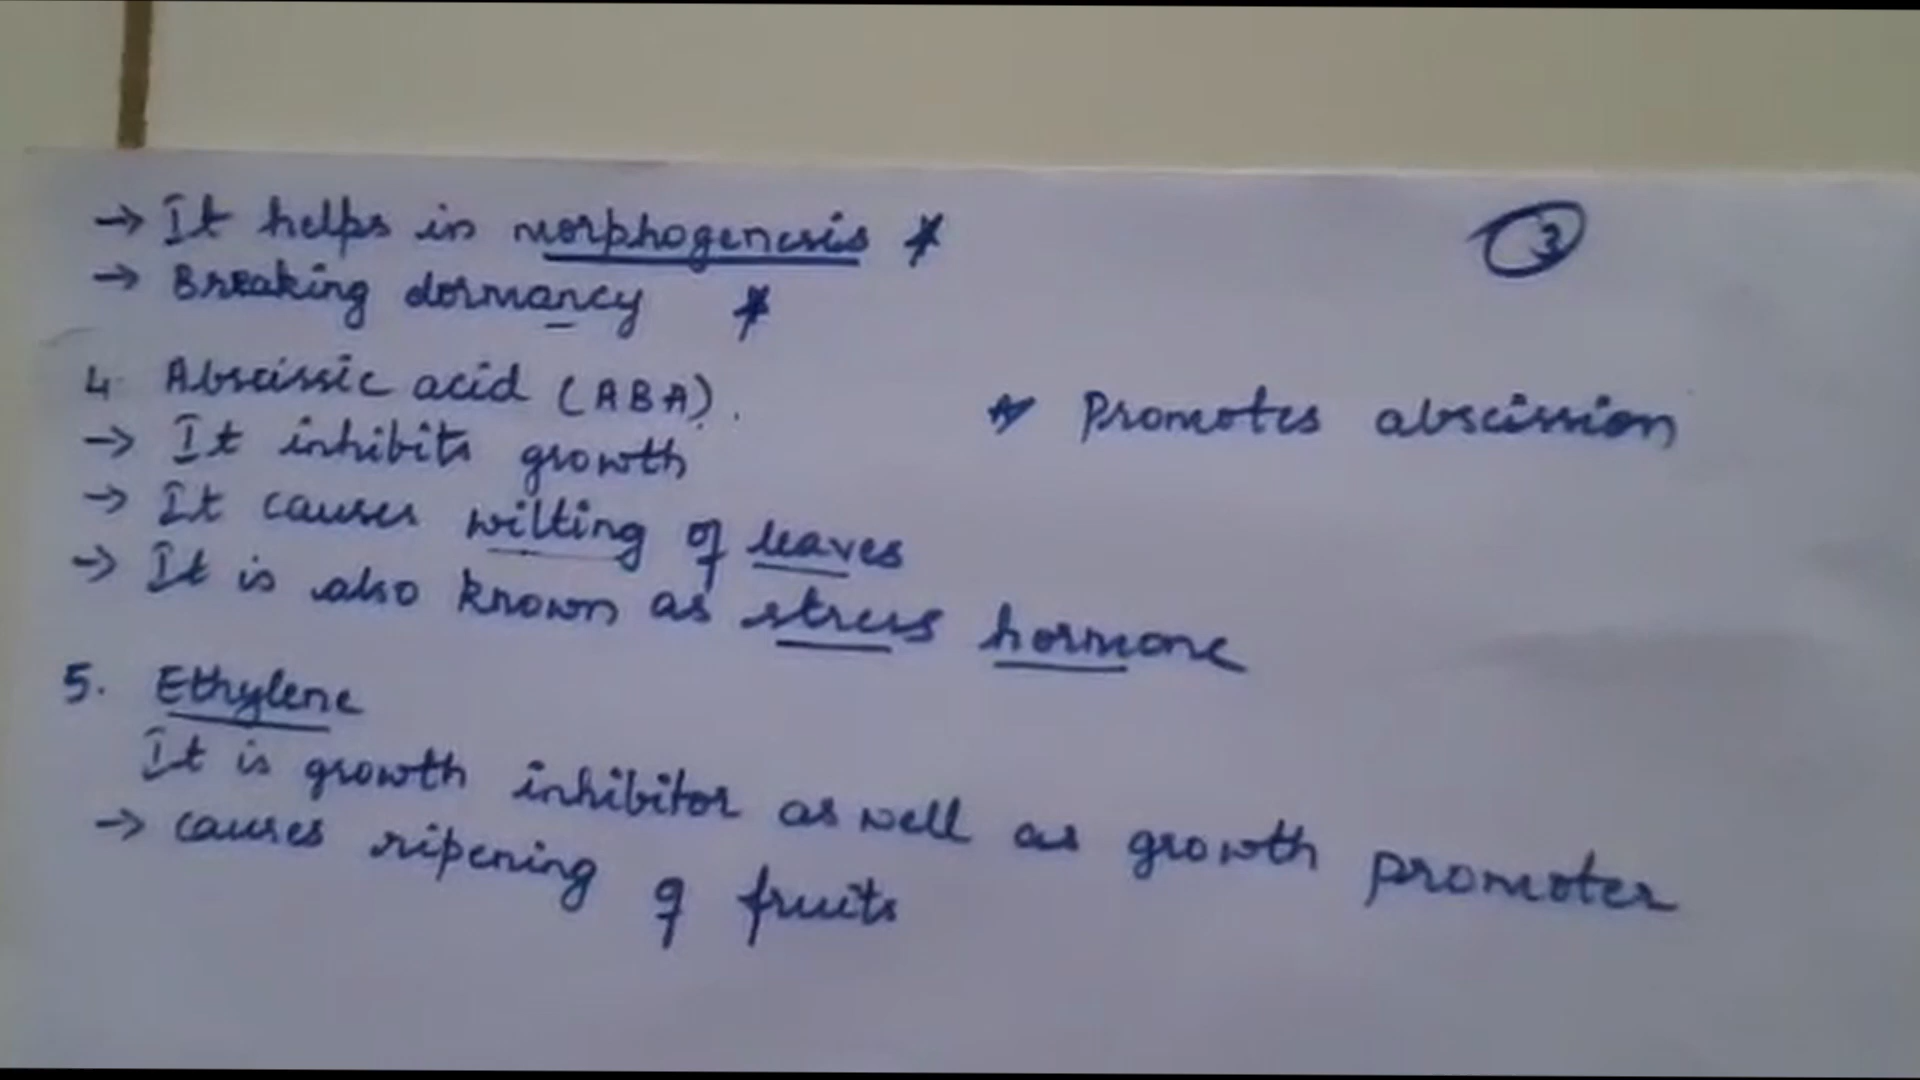 → It helps in morphogenesis *
3
→ Breaking dormancy *
4. Abscissic acid (ABA).
* Promotes abscission
→ It inhibits growth
→ It causes wilting of leaves
→ It is also known as stress hormone
5. Ethylene
It is growth inhibitor as well as growth promoter
→ causes ripening of fruits